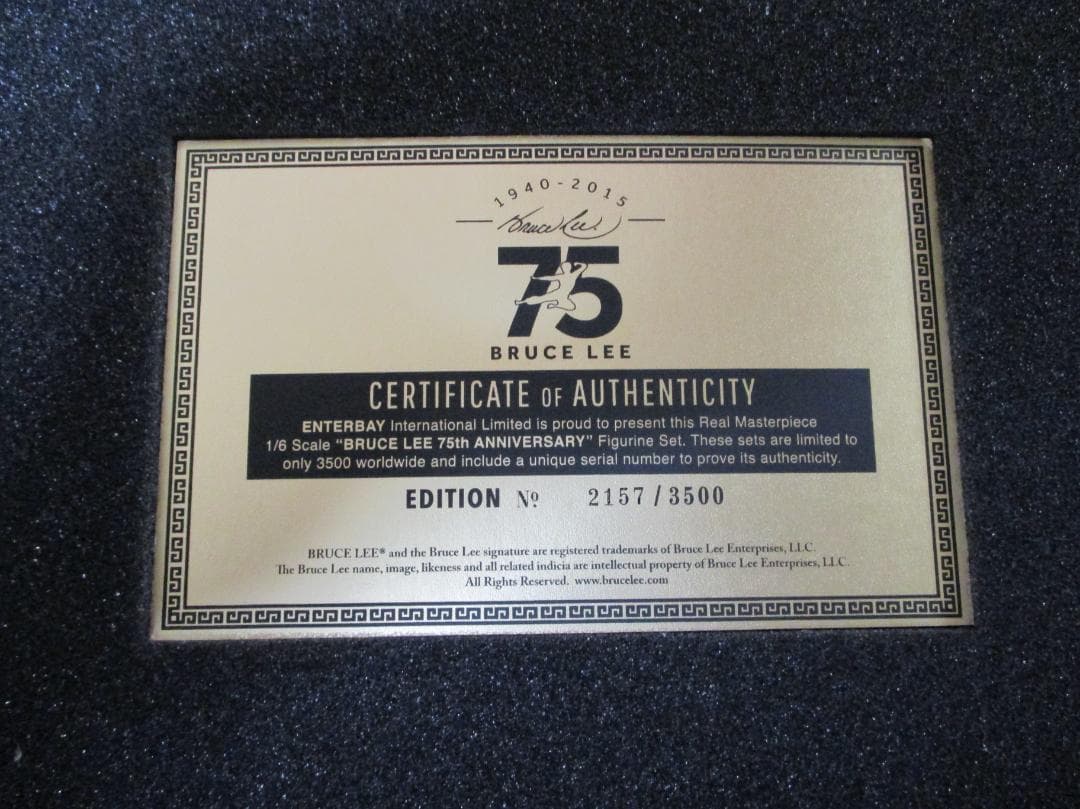 1940-2015
Bruce Lee
75
BRUCE LEE
CERTIFICATE OF AUTHENTICITY
ENTERBAY International Limited is proud to present this Real Masterpiece
1/6 Scale “BRUCE LEE 75th ANNIVERSARY” Figurine Set. These sets are limited to
only 3500 worldwide and include a unique serial number to prove its authenticity.
EDITION Nº 2157/3500
BRUCE LEE® and the Bruce Lee signature are registered trademarks of Bruce Lee Enterprises, LLC.
The Bruce Lee name, image, likeness and all related indicia are intellectual property of Bruce Lee Enterprises, LLC.
All Rights Reserved. www.brucelee.com